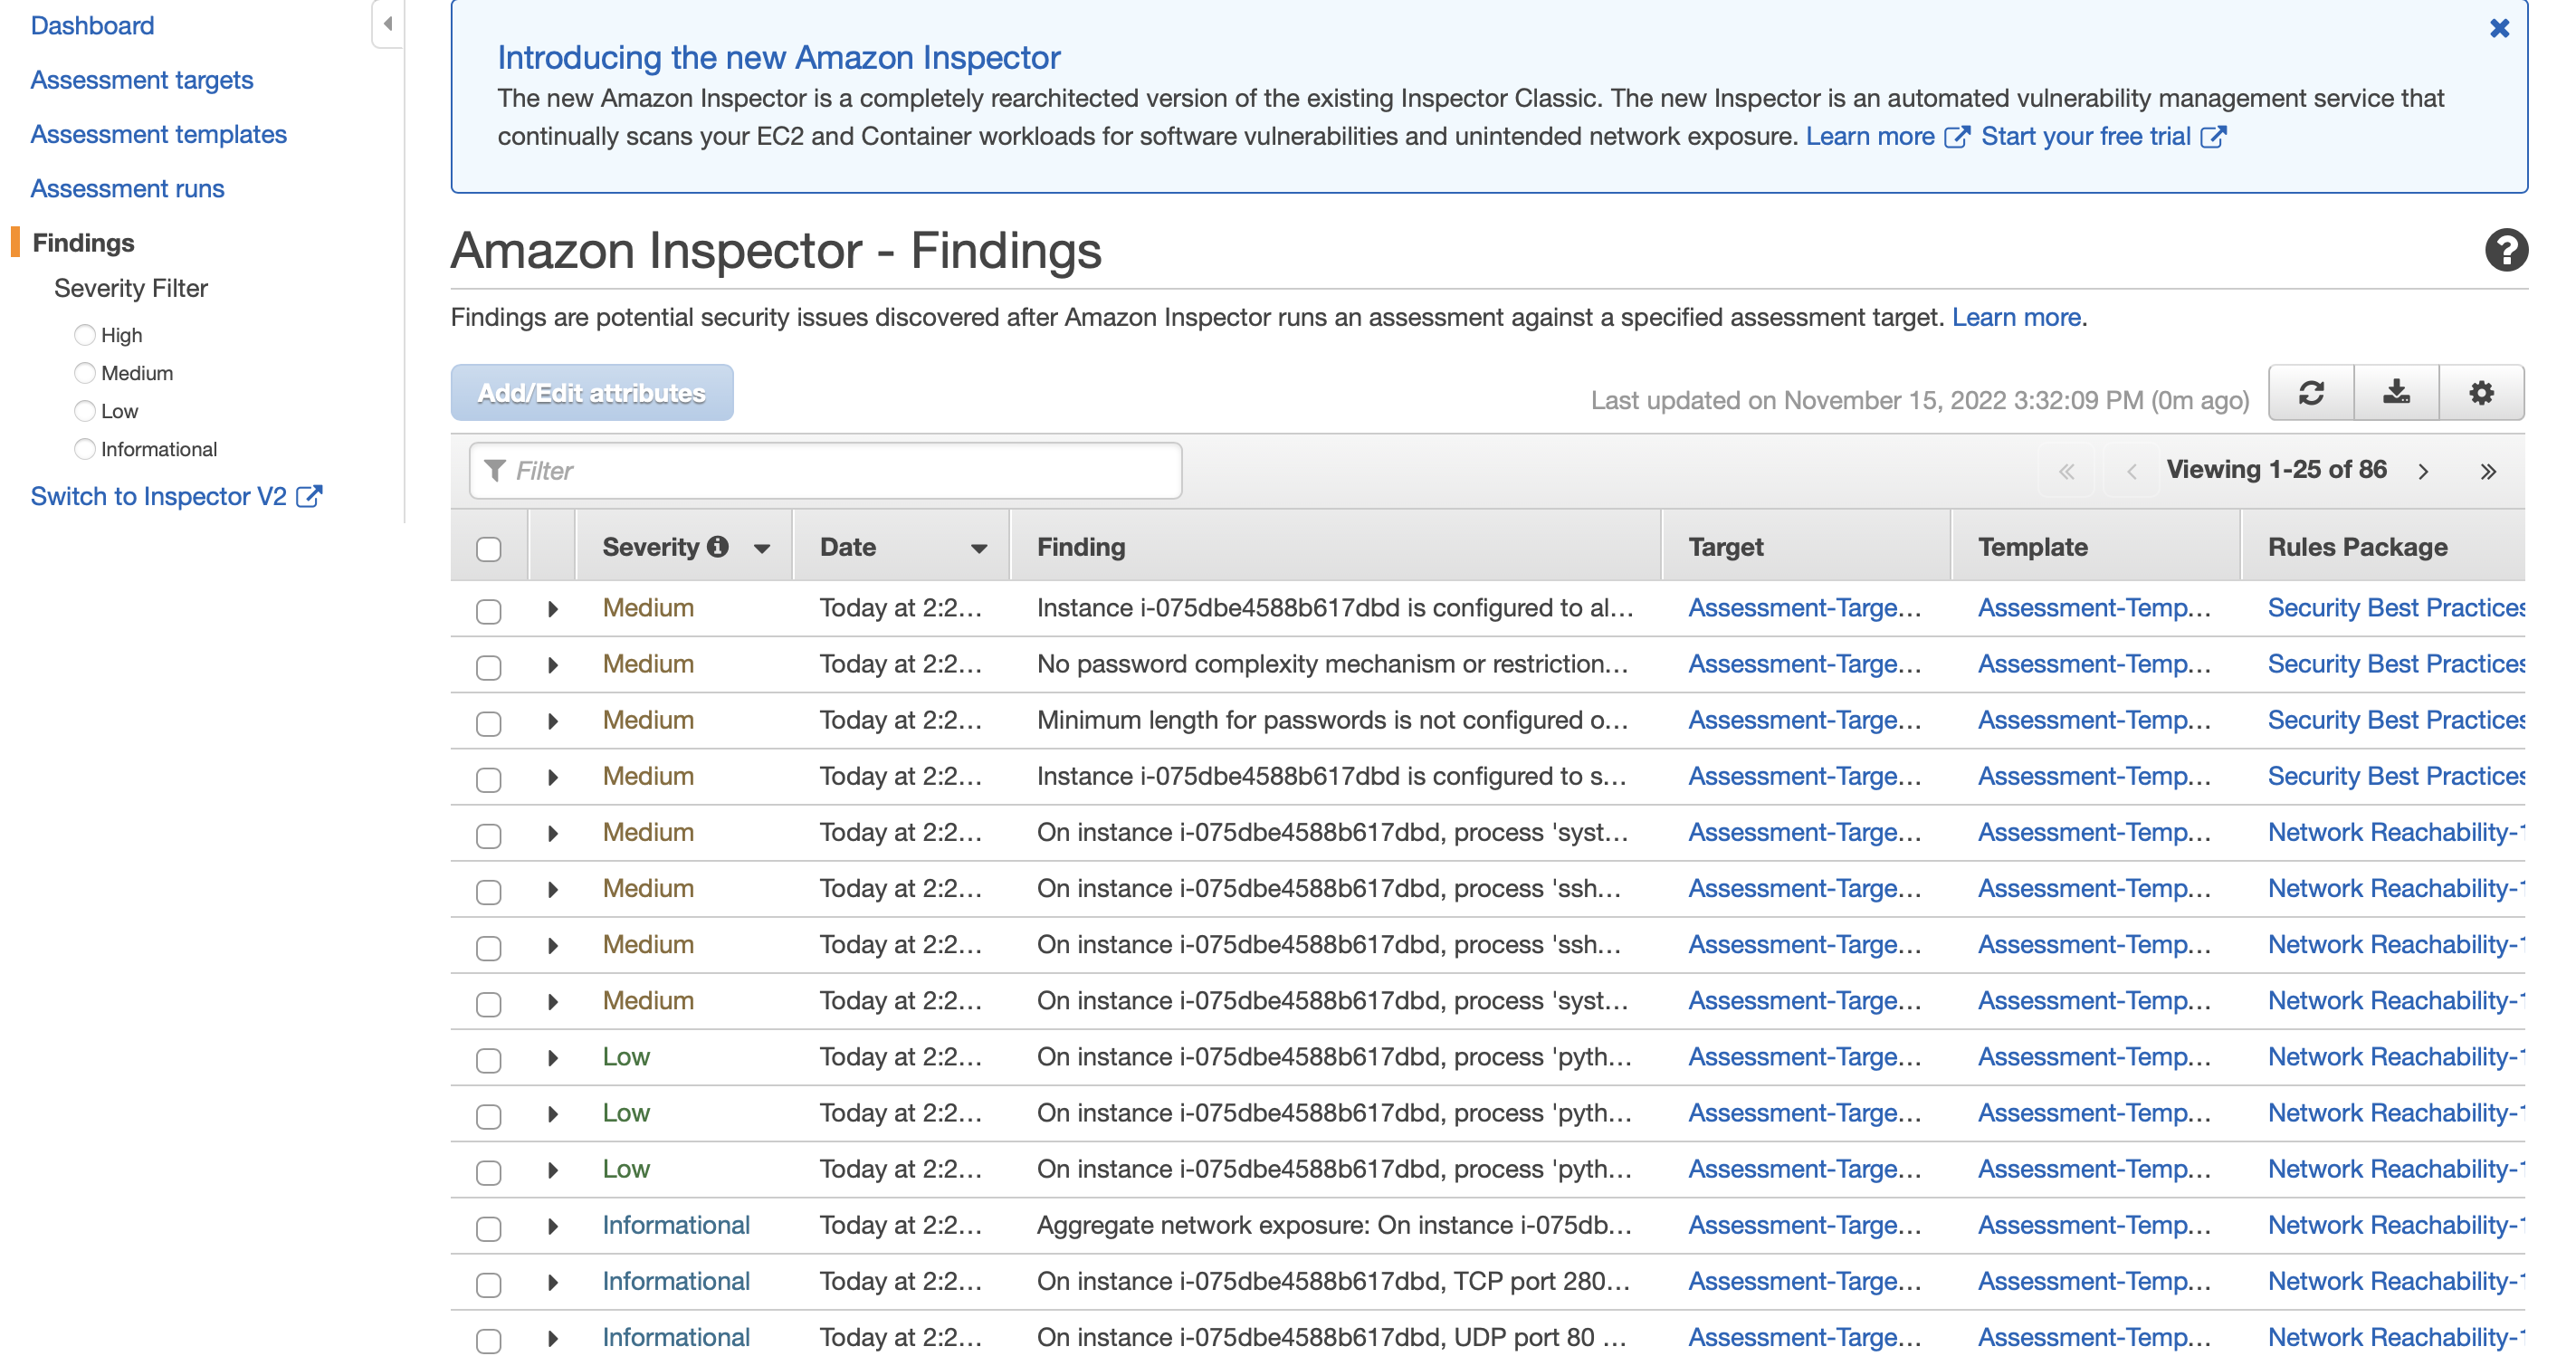 Dashboard
Assessment targets
Assessment templates
Assessment runs
Findings
Severity Filter
High
Medium
Low
Informational
Switch to Inspector V2
Introducing the new Amazon Inspector
The new Amazon Inspector is a completely rearchitected version of the existing Inspector Classic. The new Inspector is an automated vulnerability management service that
continually scans your EC2 and Container workloads for software vulnerabilities and unintended network exposure. Learn more Start your free trial
Amazon Inspector - Findings
Findings are potential security issues discovered after Amazon Inspector runs an assessment against a specified assessment target. Learn more.
Add/Edit attributes
Last updated on November 15, 2022 3:32:09 PM (0m ago)
Filter
Viewing 1-25 of 86
Severity Date Finding Target Template Rules Package
Medium Today at 2:2... Instance i-075dbe4588b617dbd is configured to al... Assessment-Targe... Assessment-Temp... Security Best Practices
Medium Today at 2:2... No password complexity mechanism or restriction... Assessment-Targe... Assessment-Temp... Security Best Practices
Medium Today at 2:2... Minimum length for passwords is not configured o... Assessment-Targe... Assessment-Temp... Security Best Practices
Medium Today at 2:2... Instance i-075dbe4588b617dbd is configured to s... Assessment-Targe... Assessment-Temp... Security Best Practices
Medium Today at 2:2... On instance i-075dbe4588b617dbd, process 'syst... Assessment-Targe... Assessment-Temp... Network Reachability-1
Medium Today at 2:2... On instance i-075dbe4588b617dbd, process 'ssh... Assessment-Targe... Assessment-Temp... Network Reachability-1
Medium Today at 2:2... On instance i-075dbe4588b617dbd, process 'ssh... Assessment-Targe... Assessment-Temp... Network Reachability-1
Medium Today at 2:2... On instance i-075dbe4588b617dbd, process 'syst... Assessment-Targe... Assessment-Temp... Network Reachability-1
Low Today at 2:2... On instance i-075dbe4588b617dbd, process 'pyth... Assessment-Targe... Assessment-Temp... Network Reachability-1
Low Today at 2:2... On instance i-075dbe4588b617dbd, process 'pyth... Assessment-Targe... Assessment-Temp... Network Reachability-1
Low Today at 2:2... On instance i-075dbe4588b617dbd, process 'pyth... Assessment-Targe... Assessment-Temp... Network Reachability-1
Informational Today at 2:2... Aggregate network exposure: On instance i-075db... Assessment-Targe... Assessment-Temp... Network Reachability-1
Informational Today at 2:2... On instance i-075dbe4588b617dbd, TCP port 280... Assessment-Targe... Assessment-Temp... Network Reachability-1
Informational Today at 2:2... On instance i-075dbe4588b617dbd, UDP port 80 ... Assessment-Targe... Assessment-Temp... Network Reachability-1